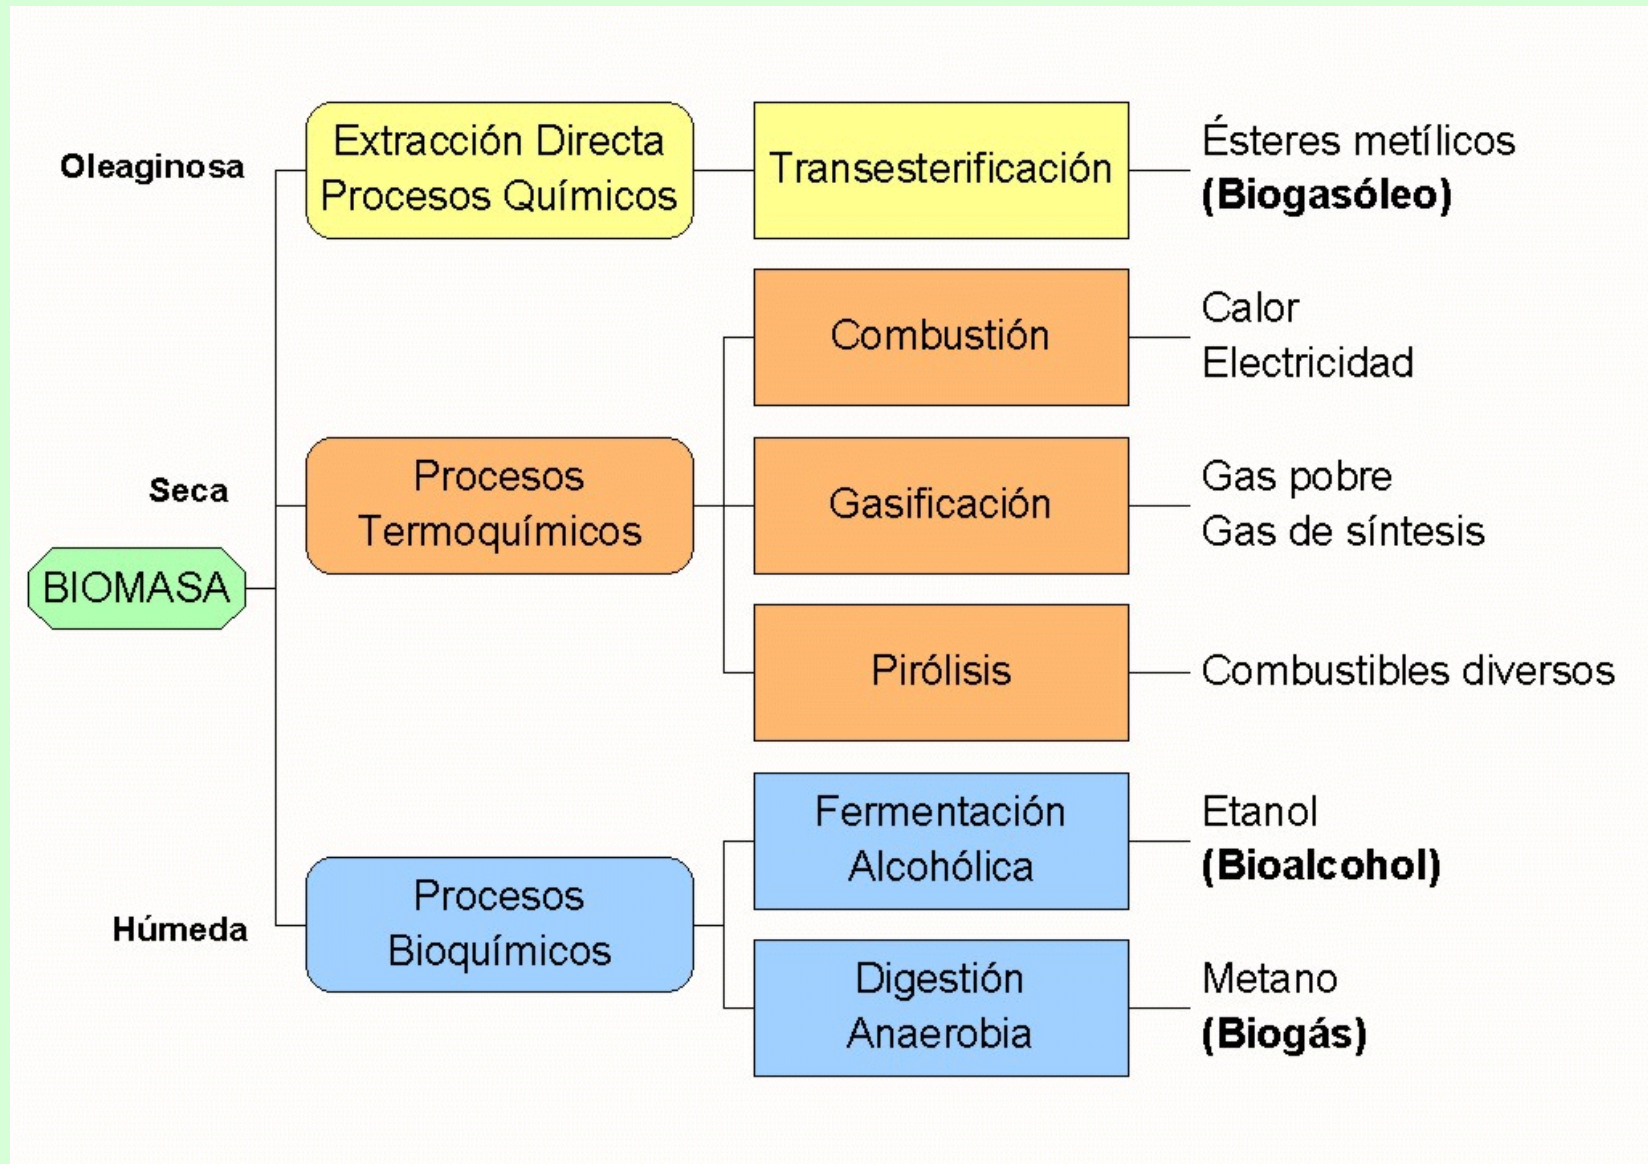 Oleaginosa
Extracción Directa
Procesos Químicos
Transesterificación
Ésteres metílicos
(Biogasóleo)
Combustión
Calor
Electricidad
Seca
Procesos
Termoquímicos
Gasificación
Gas pobre
Gas de síntesis
BIOMASA
Pirólisis
Combustibles diversos
Fermentación
Alcohólica
Etanol
(Bioalcohol)
Húmeda
Procesos
Bioquímicos
Digestión
Anaerobia
Metano
(Biogás)